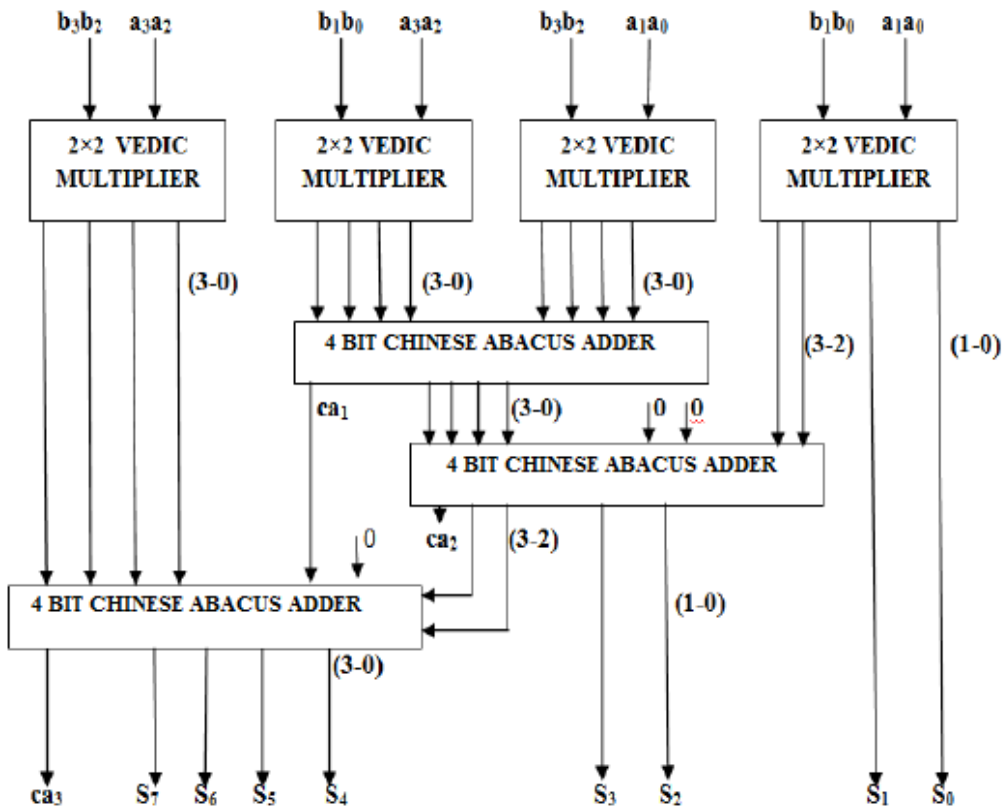 b₃b₂ a₃a₂ b₁b₀ a₃a₂ b₃b₂ a₁a₀ b₁b₀ a₁a₀
2×2 VEDIC MULTIPLIER
2×2 VEDIC MULTIPLIER
2×2 VEDIC MULTIPLIER
2×2 VEDIC MULTIPLIER
(3-0) (3-0) (3-0)
4 BIT CHINESE ABACUS ADDER
(3-2) (1-0)
ca₁ (3-0) 0 0
4 BIT CHINESE ABACUS ADDER
0 ca₂ (3-2)
4 BIT CHINESE ABACUS ADDER
(1-0)
(3-0)
ca₃ S₇ S₆ S₅ S₄ S₃ S₂ S₁ S₀